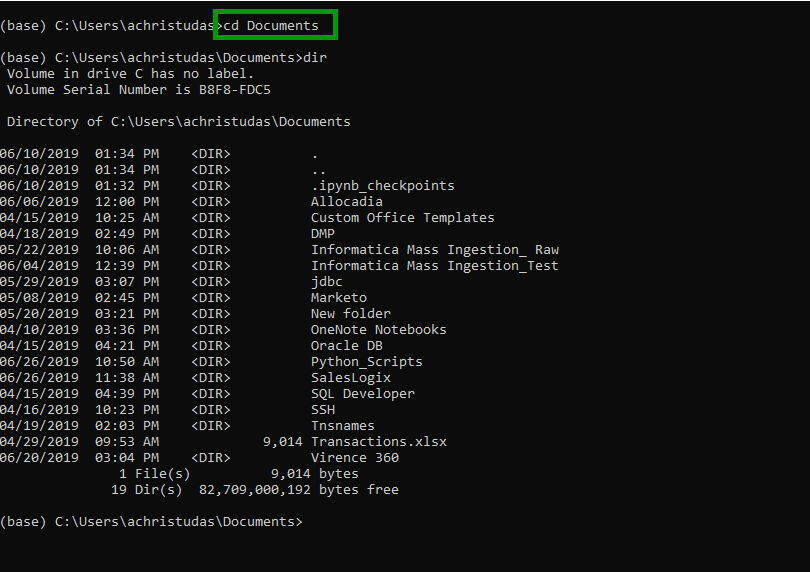 (base) C:\Users\achristudas>cd Documents
(base) C:\Users\achristudas\Documents>dir
Volume in drive C has no label.
Volume Serial Number is B8F8-FDC5
Directory of C:\Users\achristudas\Documents
06/10/2019 01:34 PM <DIR> .
06/10/2019 01:34 PM <DIR> ..
06/10/2019 01:32 PM <DIR> .ipynb_checkpoints
06/06/2019 12:00 PM <DIR> Allocadia
04/15/2019 10:25 AM <DIR> Custom Office Templates
04/18/2019 02:49 PM <DIR> DMP
05/22/2019 10:06 AM <DIR> Informatica Mass Ingestion_ Raw
06/04/2019 12:39 PM <DIR> Informatica Mass Ingestion_Test
05/29/2019 03:07 PM <DIR> jdbc
05/08/2019 02:45 PM <DIR> Marketo
05/20/2019 03:21 PM <DIR> New folder
04/10/2019 03:36 PM <DIR> OneNote Notebooks
04/15/2019 04:21 PM <DIR> Oracle DB
06/26/2019 10:50 AM <DIR> Python_Scripts
06/26/2019 11:38 AM <DIR> SalesLogix
04/15/2019 04:39 PM <DIR> SQL Developer
04/16/2019 10:23 PM <DIR> SSH
04/19/2019 02:03 PM <DIR> Tnsnames
04/29/2019 09:53 AM 9,014 Transactions.xlsx
06/20/2019 03:04 PM <DIR> Virence 360
1 File(s) 9,014 bytes
19 Dir(s) 82,709,000,192 bytes free
(base) C:\Users\achristudas\Documents>